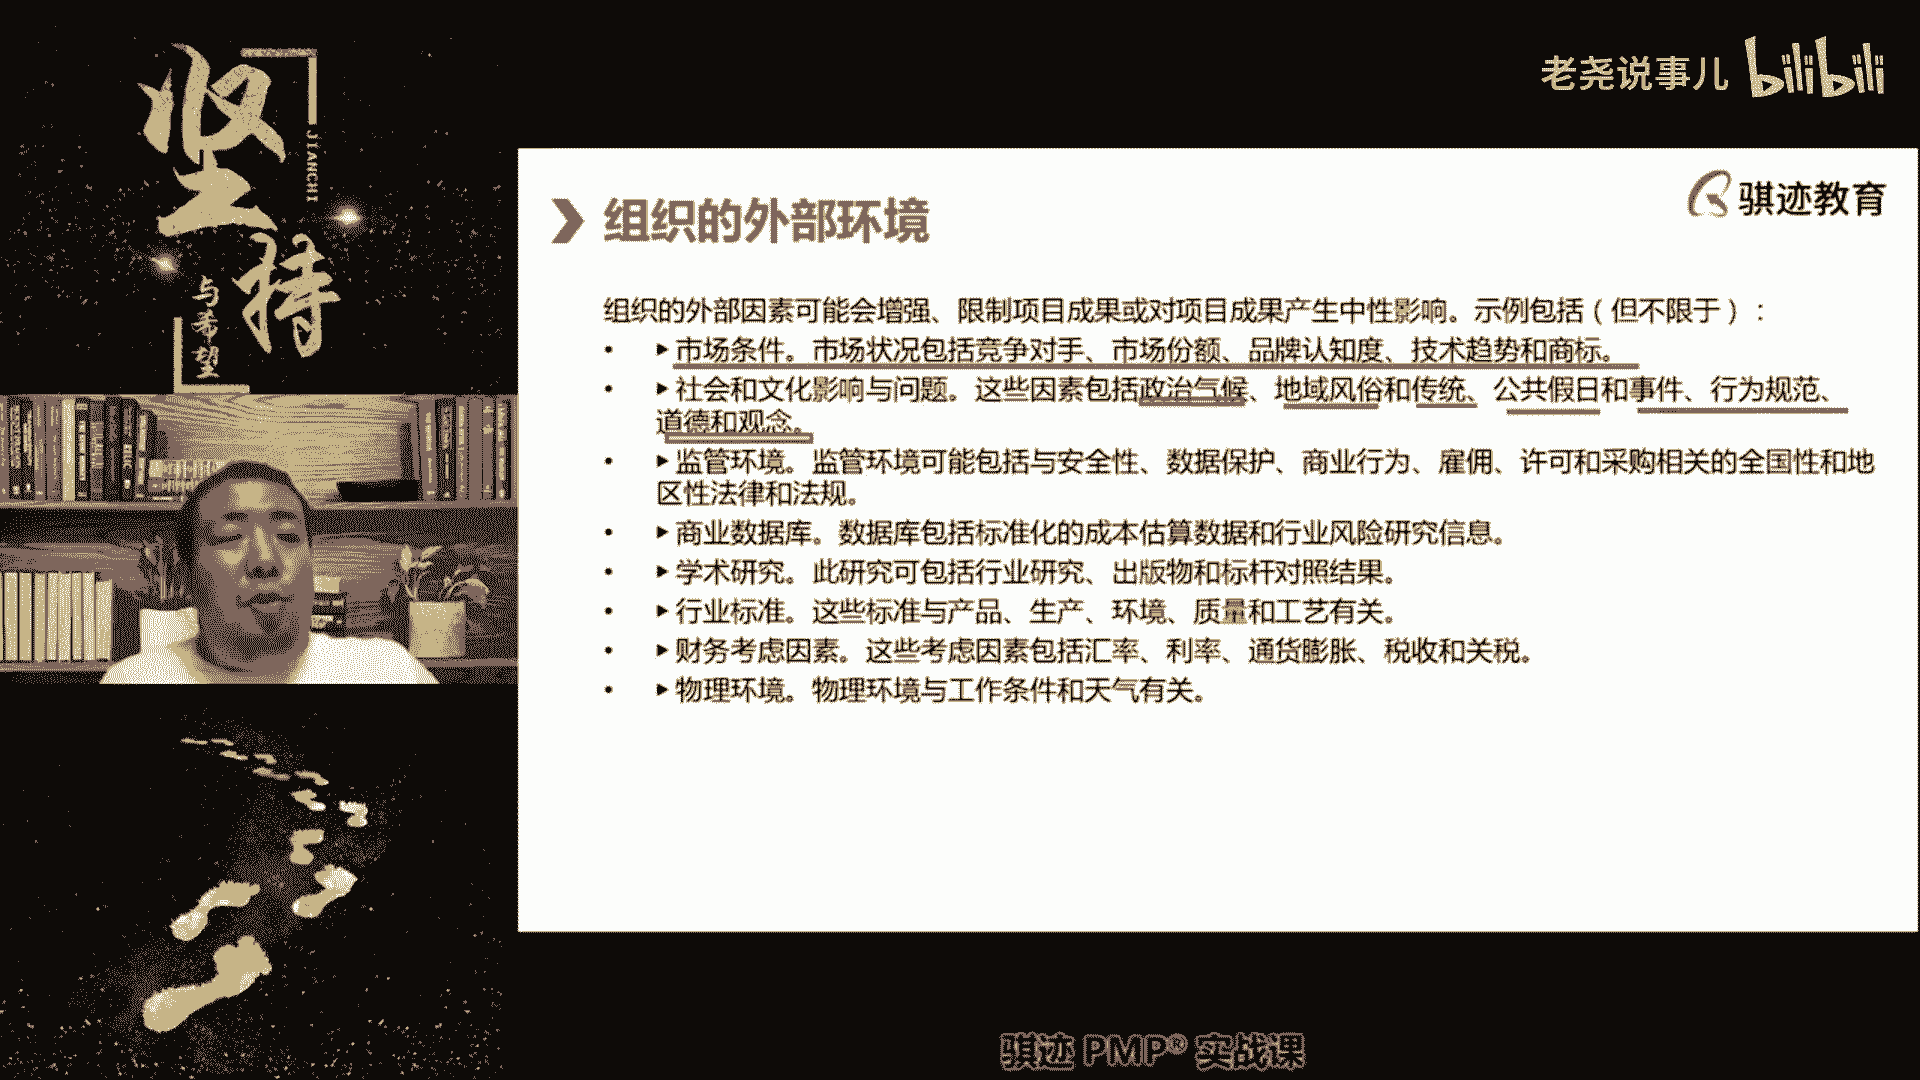 坚持
JIANCHI
与希望
老尧说事儿 bilibili
骐迹教育
组织的外部环境
组织的外部因素可能会增强、限制项目成果或对项目成果产生中性影响。示例包括（但不限于）：
• ▶市场条件。市场状况包括竞争对手、市场份额、品牌认知度、技术趋势和商标。
• ▶社会和文化影响与问题。这些因素包括政治气候、地域风俗和传统、公共假日和事件、行为规范、
道德和观念。
• ▶监管环境。监管环境可能包括与安全性、数据保护、商业行为、雇佣、许可和采购相关的全国性和地
区性法律和法规。
• ▶商业数据库。数据库包括标准化的成本估算数据和行业风险研究信息。
• ▶学术研究。此研究可包括行业研究、出版物和标杆对照结果。
• ▶行业标准。这些标准与产品、生产、环境、质量和工艺有关。
• ▶财务考虑因素。这些考虑因素包括汇率、利率、通货膨胀、税收和关税。
• ▶物理环境。物理环境与工作条件和天气有关。
骐迹 PMP® 实战课